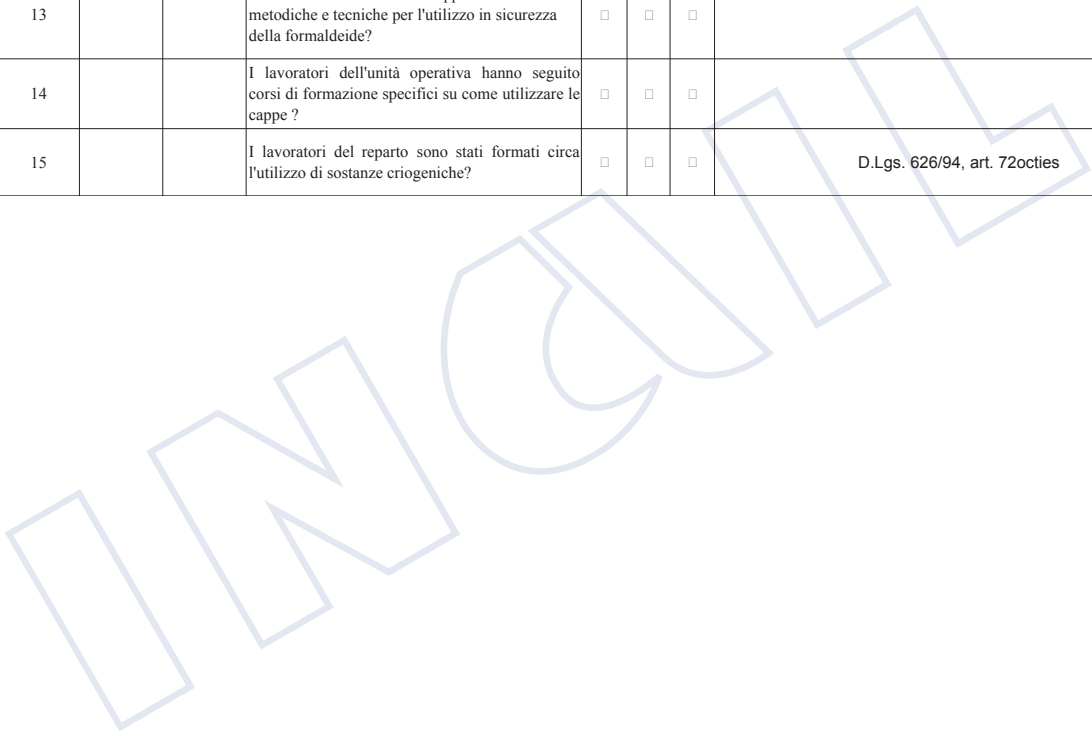 13
metodiche e tecniche per l'utilizzo in sicurezza
della formaldeide?
□ □ □
14
I lavoratori dell'unità operativa hanno seguito
corsi di formazione specifici su come utilizzare le
cappe ?
□ □ □
15
I lavoratori del reparto sono stati formati circa
l'utilizzo di sostanze criogeniche?
□ □ □
D.Lgs. 626/94, art. 72octies
INAIL